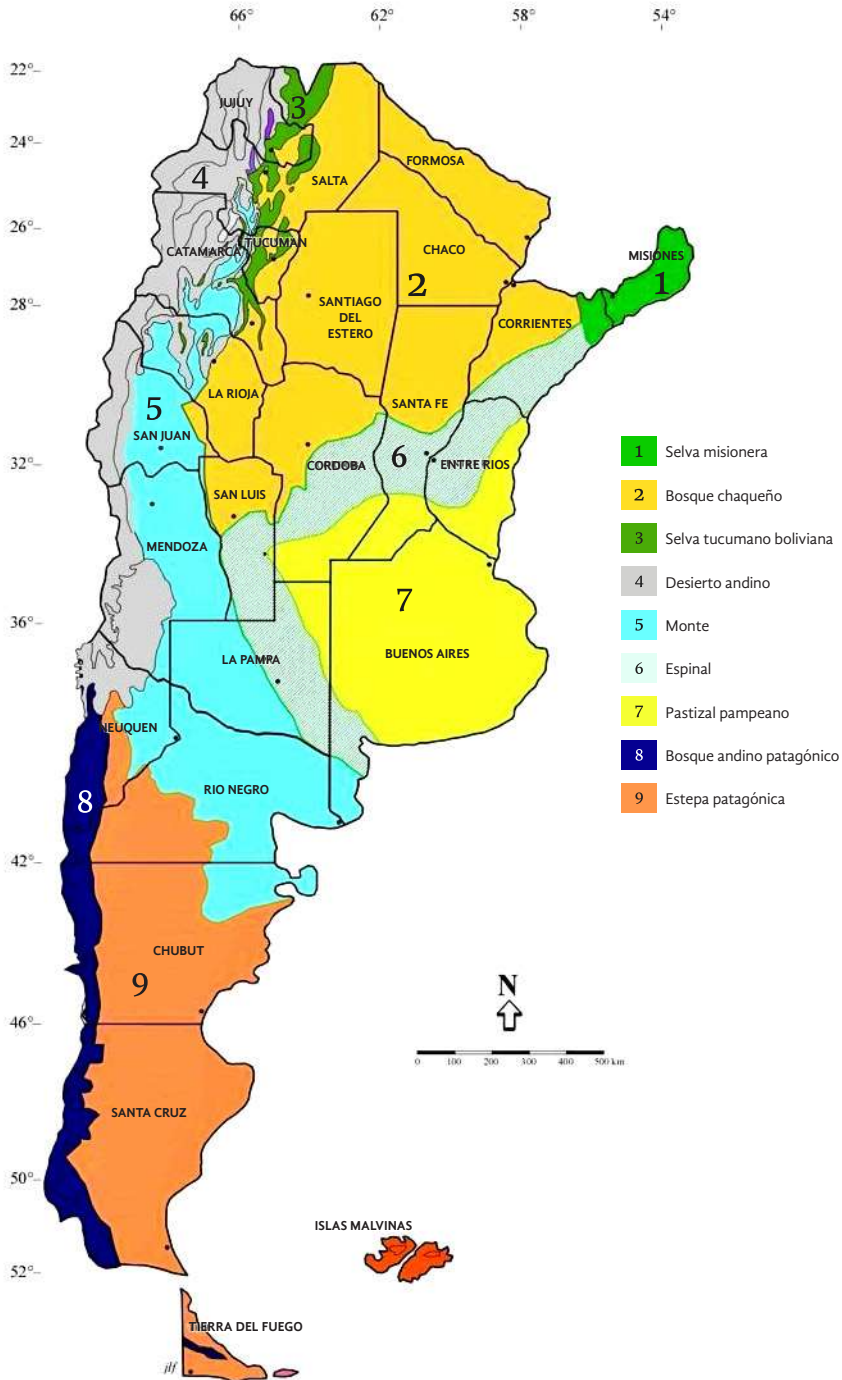 66°
62°
58°
54°
22°
JUJUY
3
24°
FORMOSA
4
SALTA
26°
TUCUMAN
CATAMARCA
CHACO
MISIONES
2
1
28°
SANTIAGO
DEL
ESTERO
CORRIENTES
LA RIOJA
SANTA FE
5
SAN JUAN
6
32°
CORDOBA
ENTRE RIOS
SAN LUIS
MENDOZA
7
36°
BUENOS AIRES
LA PAMPA
NEUQUEN
8
RIO NEGRO
42°
CHUBUT
9
46°
SANTA CRUZ
50°
ISLAS MALVINAS
52°
TIERRA DEL FUEGO
jlf
1 Selva misionera
2 Bosque chaqueño
3 Selva tucumano boliviana
4 Desierto andino
5 Monte
6 Espinal
7 Pastizal pampeano
8 Bosque andino patagónico
9 Estepa patagónica
N
0 100 200 300 400 500 km